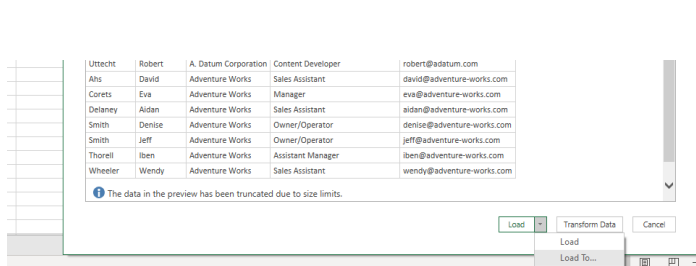 Uttecht Robert A. Datum Corporation Content Developer robert@adatum.com
Ahs David Adventure Works Sales Assistant david@adventure-works.com
Corets Eva Adventure Works Manager eva@adventure-works.com
Delaney Aidan Adventure Works Sales Assistant aidan@adventure-works.com
Smith Denise Adventure Works Owner/Operator denise@adventure-works.com
Smith Jeff Adventure Works Owner/Operator jeff@adventure-works.com
Thorell Iben Adventure Works Assistant Manager iben@adventure-works.com
Wheeler Wendy Adventure Works Sales Assistant wendy@adventure-works.com
The data in the preview has been truncated due to size limits.
Load Transform Data Cancel
Load
Load To...